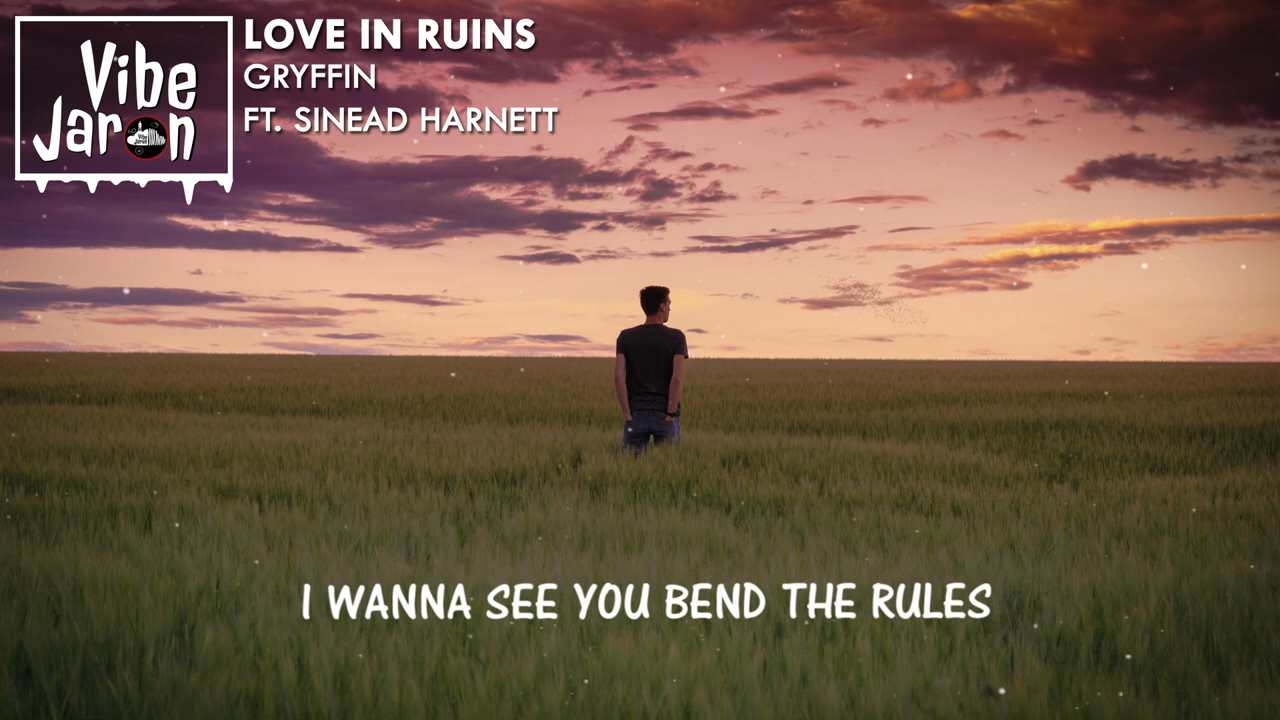 Vibe
Jaron
LOVE IN RUINS
GRYFFIN
FT. SINEAD HARNETT
I WANNA SEE YOU BEND THE RULES